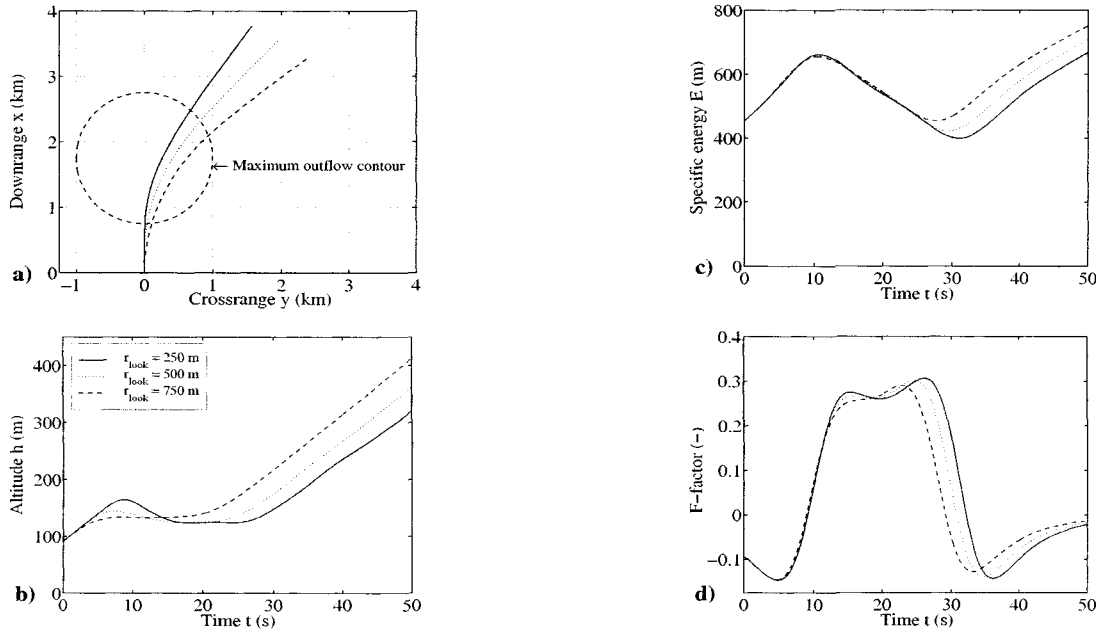 4
3
2
1
0
−1
0
1
2
3
4
Downrange x (km)
Crossrange y (km)
← Maximum outflow contour
a)
800
600
400
200
0
0
10
20
30
40
50
Specific energy E (m)
Time t (s)
c)
400
300
200
100
0
0
10
20
30
40
50
Altitude h (m)
Time t (s)
r_look = 250 m
r_look = 500 m
r_look = 750 m
b)
0.4
0.3
0.2
0.1
0
−0.1
0
10
20
30
40
50
F−factor (−)
Time t (s)
d)